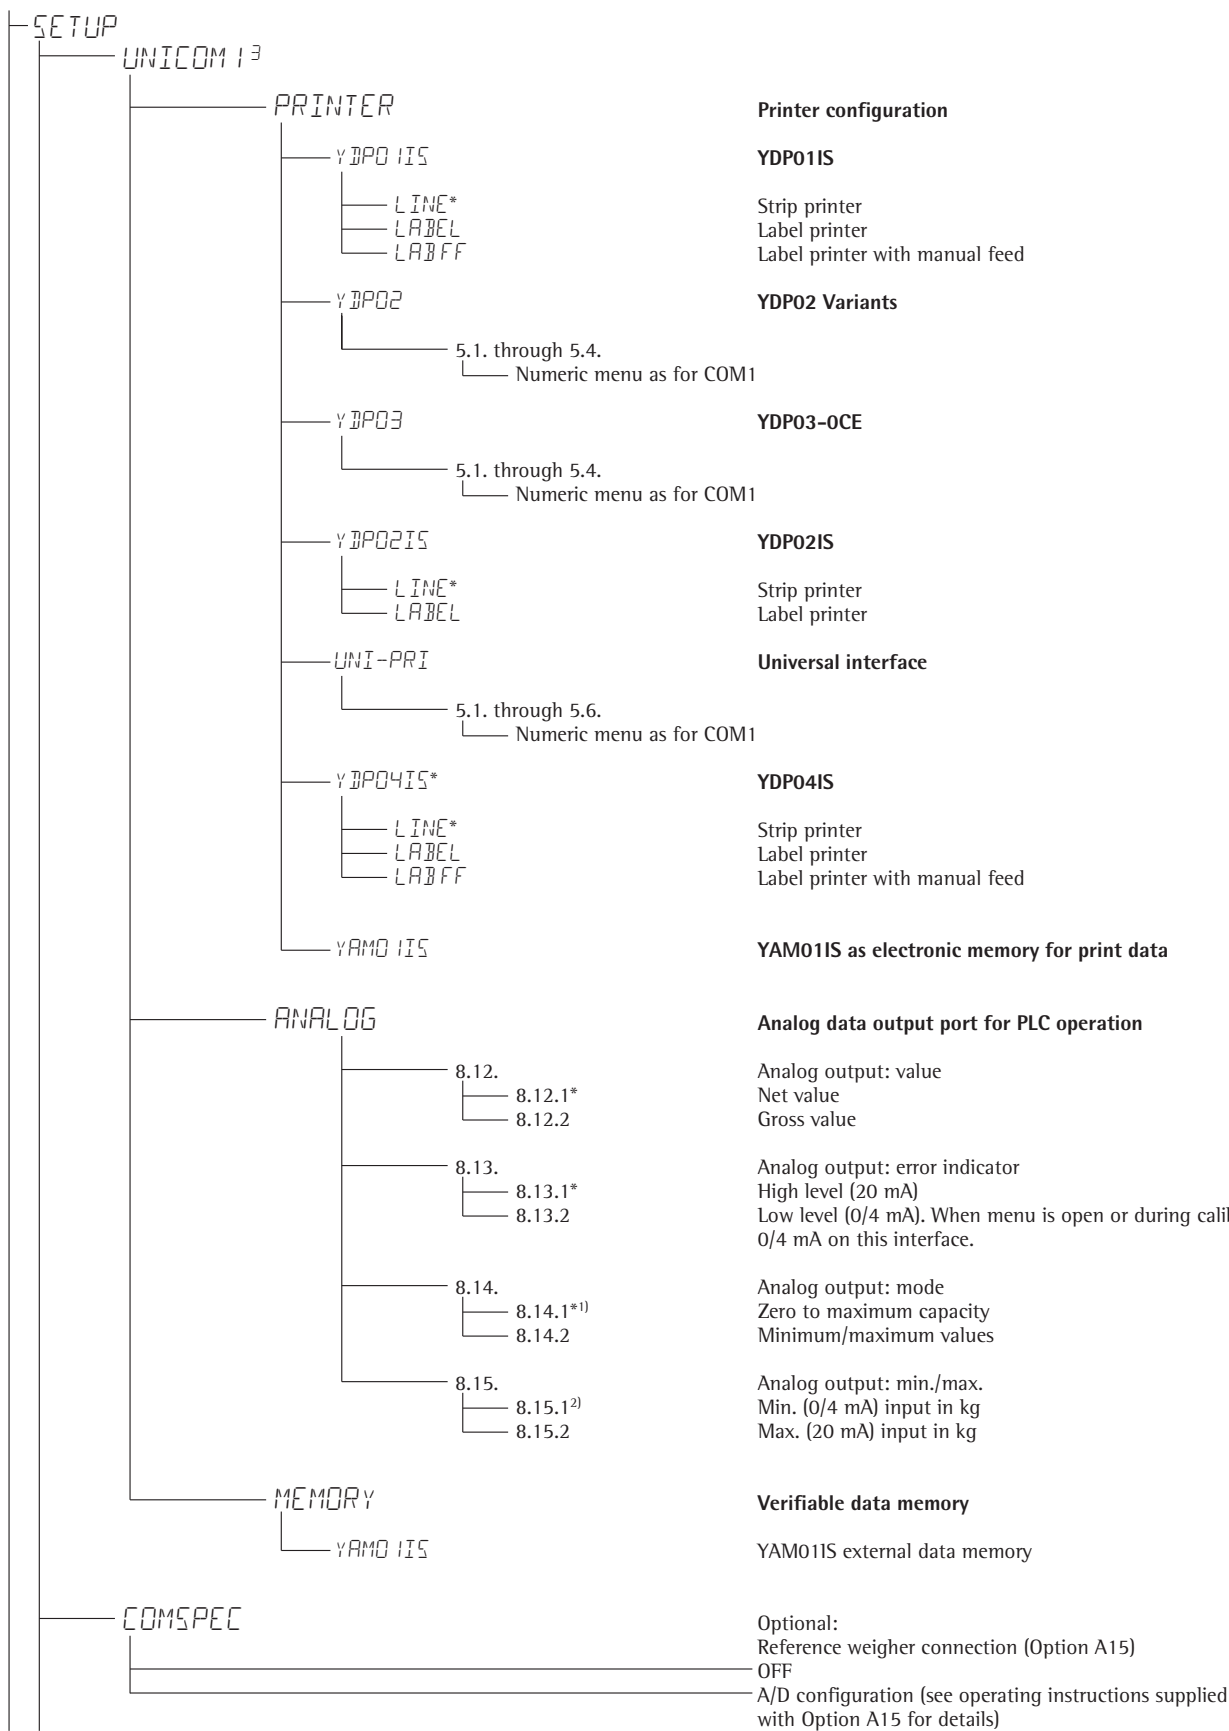 SETUP
UNICOM 1 3
PRINTER Printer configuration
YDP01IS YDP01IS
LINE* Strip printer
LABEL Label printer
LABFF Label printer with manual feed
YDP02 YDP02 Variants
5.1. through 5.4.
Numeric menu as for COM1
YDP03 YDP03-0CE
5.1. through 5.4.
Numeric menu as for COM1
YDP02IS YDP02IS
LINE* Strip printer
LABEL Label printer
UNI-PRI Universal interface
5.1. through 5.6.
Numeric menu as for COM1
YDP04IS* YDP04IS
LINE* Strip printer
LABEL Label printer
LABFF Label printer with manual feed
YAM01IS YAM01IS as electronic memory for print data
ANALOG Analog data output port for PLC operation
8.12. Analog output: value
8.12.1* Net value
8.12.2 Gross value
8.13. Analog output: error indicator
8.13.1* High level (20 mA)
8.13.2 Low level (0/4 mA). When menu is open or during
0/4 mA on this interface.
8.14. Analog output: mode
8.14.1*1) Zero to maximum capacity
8.14.2 Minimum/maximum values
8.15. Analog output: min./max.
8.15.12) Min. (0/4 mA) input in kg
8.15.2 Max. (20 mA) input in kg
MEMORY Verifiable data memory
YAM01IS YAM01IS external data memory
COMSPEC Optional:
Reference weigher connection (Option A15)
OFF
A/D configuration (see operating instructions supplied
with Option A15 for details)